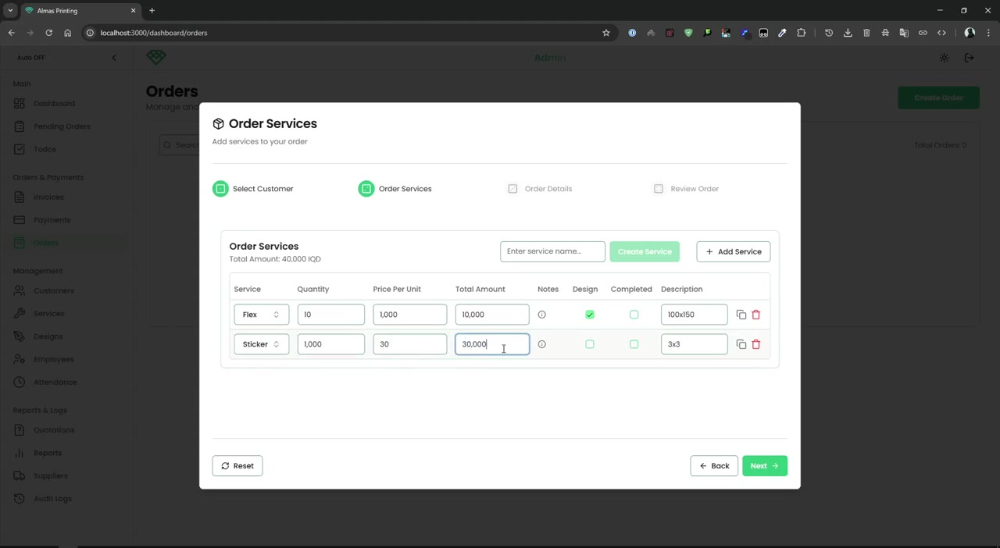 Almas Printing
localhost:3000/dashboard/orders
Auto OFF
Admin
Main
Dashboard
Pending Orders
Todos
Orders & Payments
Invoices
Payments
Orders
Management
Customers
Services
Designs
Employees
Attendance
Reports & Logs
Quotations
Reports
Suppliers
Audit Logs
Orders
Manage and
Create Order
Search
Total Orders: 0
Order Services
Add services to your order
Select Customer
Order Services
Order Details
Review Order
Order Services
Total Amount: 40,000 IQD
Enter service name...
Create Service
+ Add Service
Service Quantity Price Per Unit Total Amount Notes Design Completed Description
Flex 10 1,000 10,000 100x150
Sticker 1,000 30 30,000 3x3
Reset
Back
Next